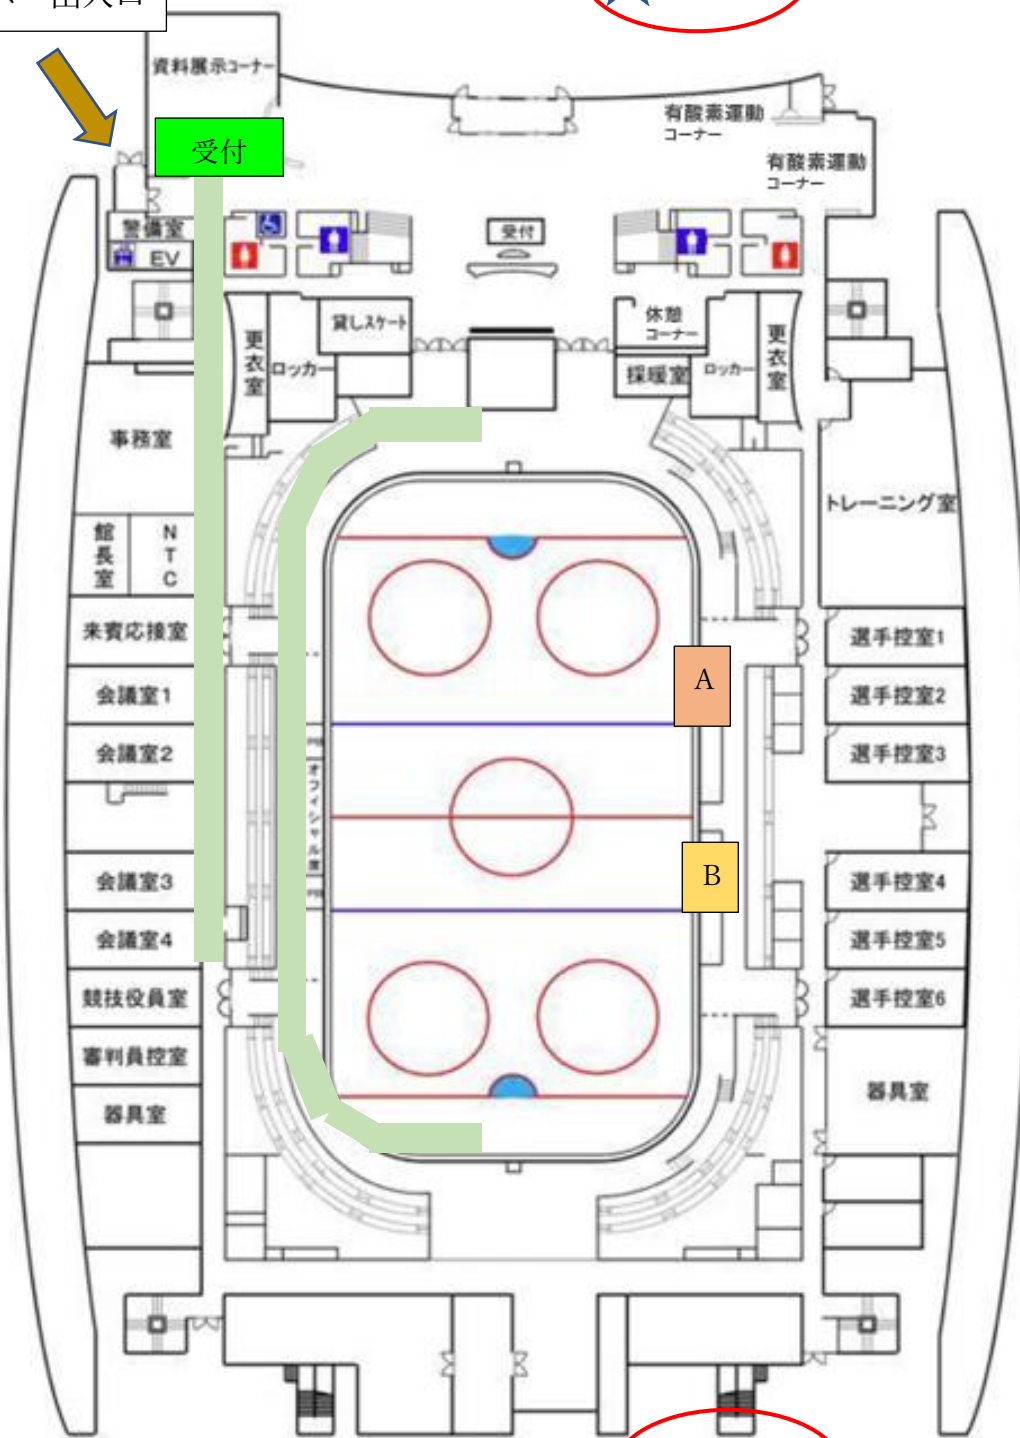 出入口
資料展示コーナー
有酸素運動
コーナー
受付
有酸素運動
コーナー
警備室
EV
受付
貸しスケート
休憩
コーナー
更衣室
ロッカー
採暖室
ロッカー
更衣室
事務室
トレーニング室
館長室
NTC
来賓応接室
選手控室1
A
会議室1
選手控室2
会議室2
選手控室3
オフィシャル席
会議室3
B
選手控室4
会議室4
選手控室5
競技役員室
選手控室6
審判員控室
器具室
器具室